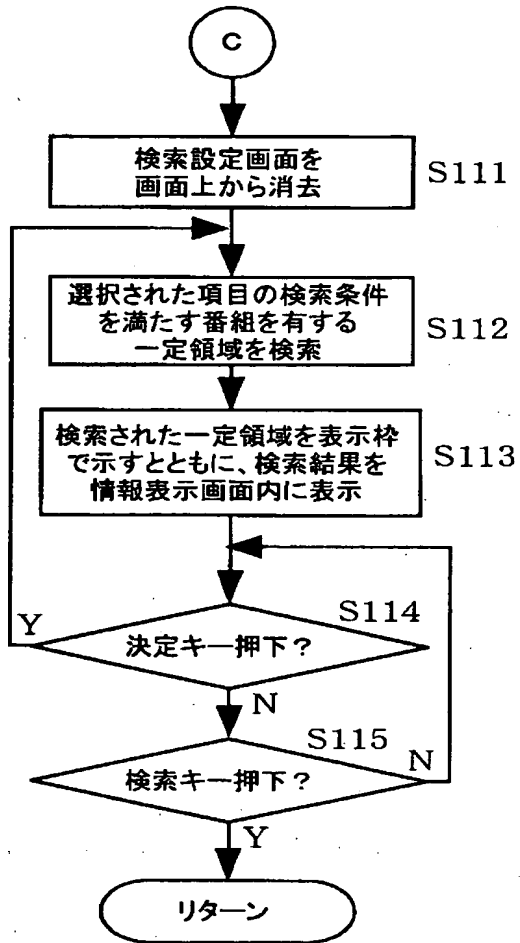 C
検索設定画面を
画面上から消去
S111
選択された項目の検索条件
を満たす番組を有する
一定領域を検索
S112
検索された一定領域を表示枠
で示すとともに、検索結果を
情報表示画面内に表示
S113
S114
Y
決定キー押下？
N
S115
検索キー押下？
N
Y
リターン